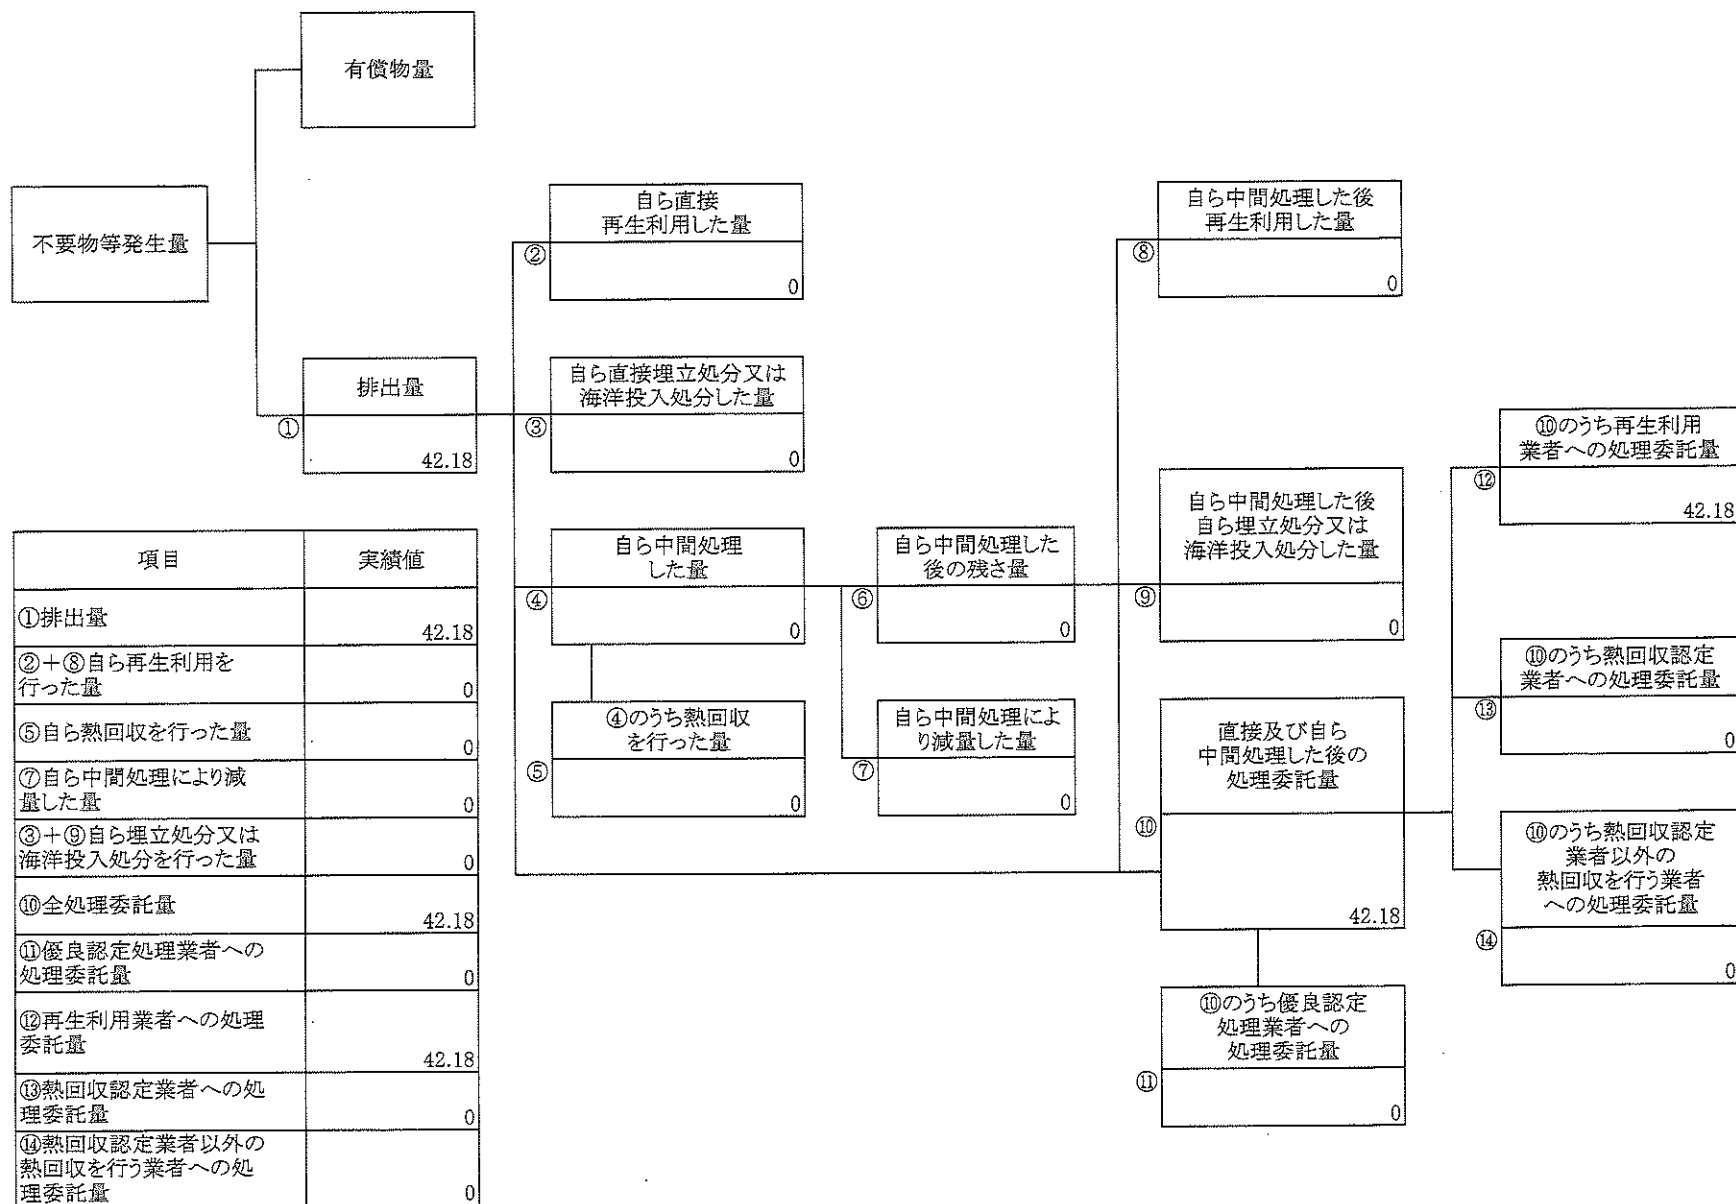 有償物量
不要物等発生量
自ら直接
再生利用した量
②
0
自ら中間処理した後
再生利用した量
⑧
0
排出量
①
42.18
自ら直接埋立処分又は
海洋投入処分した量
③
0
⑩のうち再生利用
業者への処理委託量
⑫
42.18
自ら中間処理
した量
④
0
自ら中間処理した
後の残さ量
⑥
0
自ら中間処理した後
自ら埋立処分又は
海洋投入処分した量
⑨
0
⑩のうち熱回収認定
業者への処理委託量
⑬
0
④のうち熱回収
を行った量
⑤
0
自ら中間処理によ
り減量した量
⑦
0
直接及び自ら
中間処理した後の
処理委託量
⑩
42.18
⑩のうち熱回収認定
業者以外の
熱回収を行う業者
への処理委託量
⑭
0
⑩のうち優良認定
処理業者への
処理委託量
⑪
0
項目 実績値
①排出量
42.18
②+⑧自ら再生利用を
行った量 0
⑤自ら熱回収を行った量
0
⑦自ら中間処理により減
量した量 0
③+⑨自ら埋立処分又は
海洋投入処分を行った量 0
⑩全処理委託量
42.18
⑪優良認定処理業者への
処理委託量 0
⑫再生利用業者への処理
委託量
42.18
⑬熱回収認定業者への処
理委託量 0
⑭熱回収認定業者以外の
熱回収を行う業者への処
理委託量 0